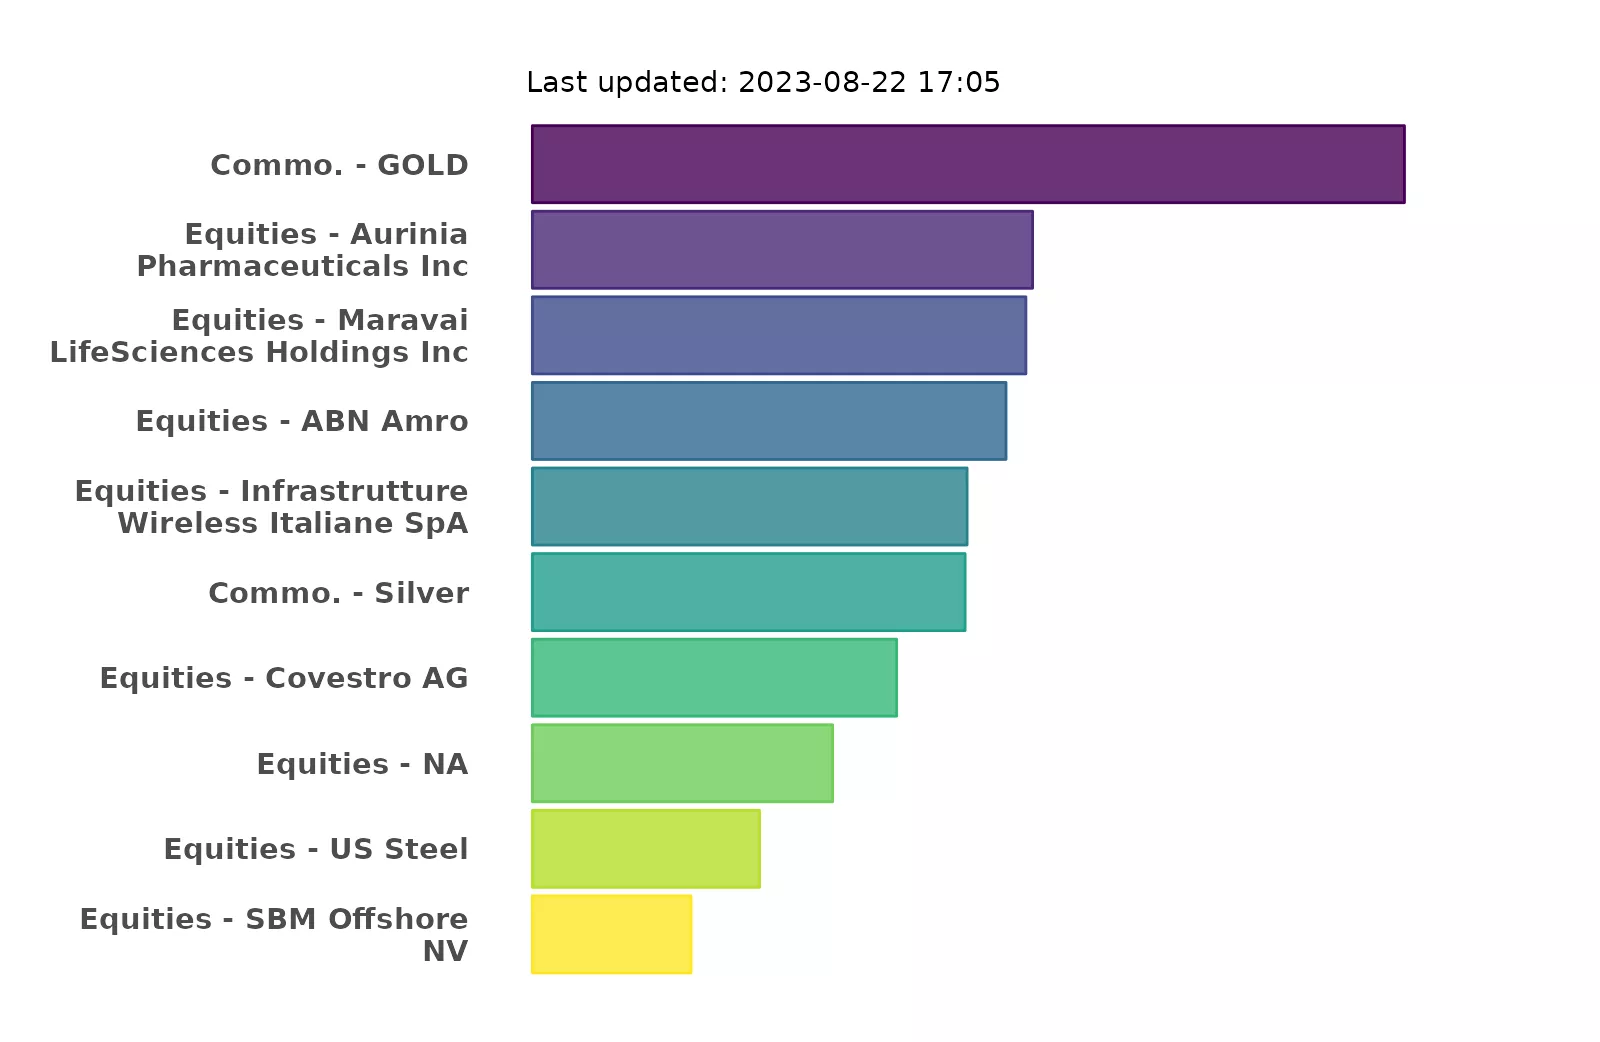 Last updated: 2023-08-22 17:05
Commo. - GOLD
Equities - Aurinia
Pharmaceuticals Inc
Equities - Maravai
LifeSciences Holdings Inc
Equities - ABN Amro
Equities - Infrastrutture
Wireless Italiane SpA
Commo. - Silver
Equities - Covestro AG
Equities - NA
Equities - US Steel
Equities - SBM Offshore
NV